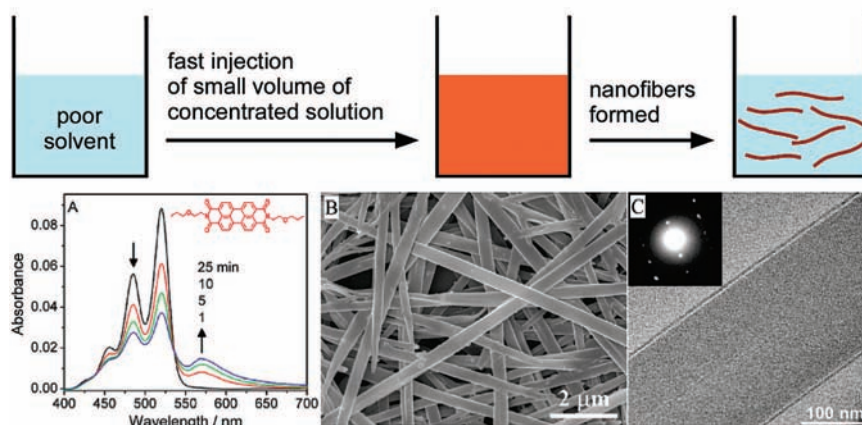 poor
solvent
fast injection
of small volume of
concentrated solution
nanofibers
formed
A
0.08
0.06
0.04
0.02
0.00
Absorbance
25 min
10
5
1
400 450 500 550 600 650 700
Wavelength / nm
B
2 μm
C
100 nm